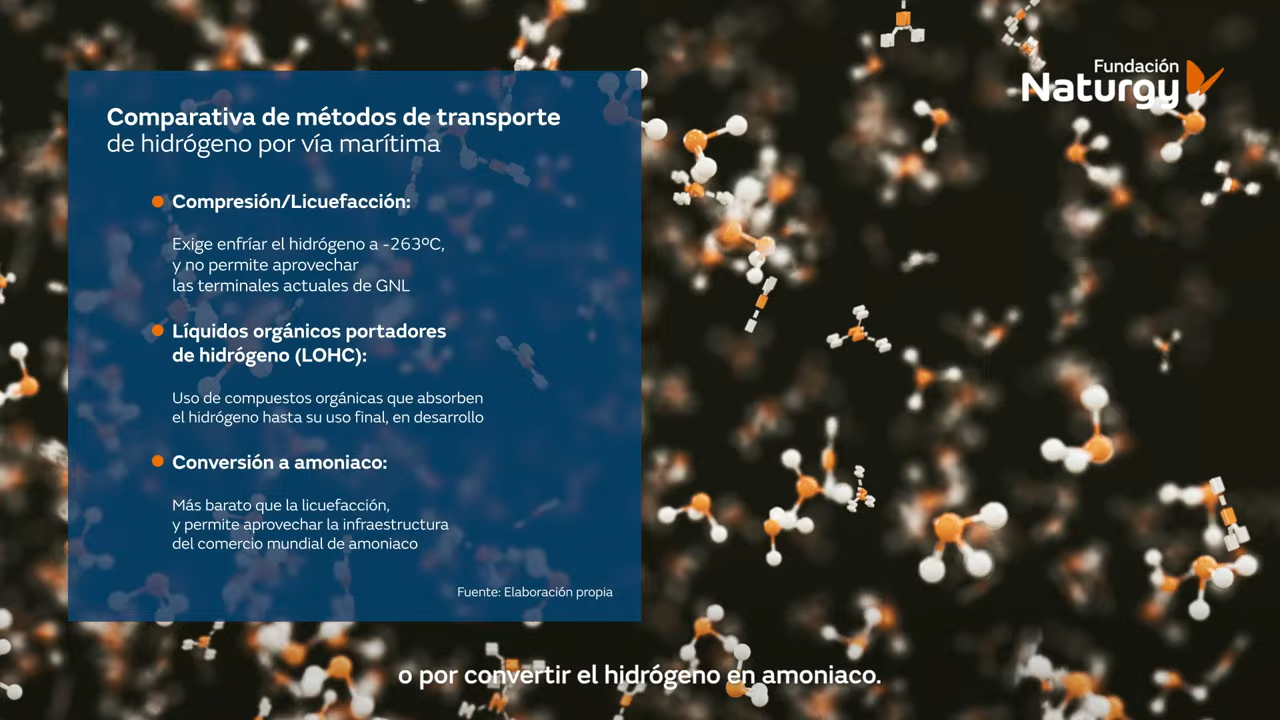 Fundación
Naturgy
Comparativa de métodos de transporte
de hidrógeno por vía marítima
Compresión/Licuefacción:
Exige enfríar el hidrógeno a -263ºC,
y no permite aprovechar
las terminales actuales de GNL
Líquidos orgánicos portadores
de hidrógeno (LOHC):
Uso de compuestos orgánicas que absorben
el hidrógeno hasta su uso final, en desarrollo
Conversión a amoniaco:
Más barato que la licuefacción,
y permite aprovechar la infraestructura
del comercio mundial de amoniaco
Fuente: Elaboración propia
o por convertir el hidrógeno en amoniaco.